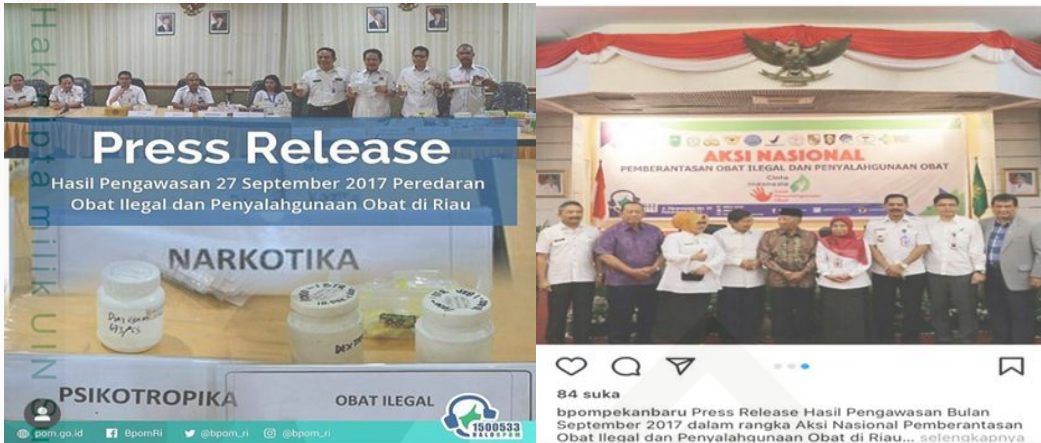 Hak cipta milik UIN S
Press Release
Hasil Pengawasan 27 September 2017 Peredaran
Obat Ilegal dan Penyalahgunaan Obat di Riau
NARKOTIKA
PSIKOTROPIKA
OBAT ILEGAL
pom.go.id
BpomRi
@bpom_ri
@bpom_ri
1500533
HALOBPOM
AKSI NASIONAL
PEMBERANTASAN OBAT ILEGAL DAN PENYALAHGUNAAN OBAT
Cinta
Indonesia
84 suka
bpompekanbaru Press Release Hasil Pengawasan Bulan
September 2017 dalam rangka Aksi Nasional Pemberantasan
Obat Ilegal dan Penyalahgunaan Obat di Riau... selengkapnya